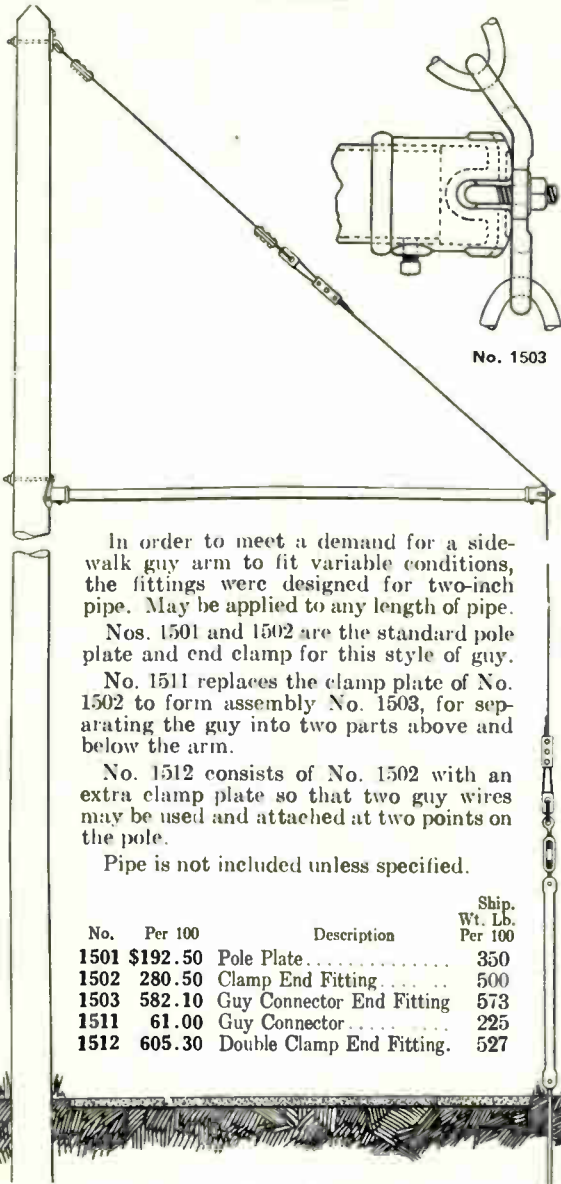 No. 1503
In order to meet a demand for a side-
walk guy arm to fit variable conditions,
the fittings were designed for two-inch
pipe. May be applied to any length of pipe.
Nos. 1501 and 1502 are the standard pole
plate and end clamp for this style of guy.
No. 1511 replaces the clamp plate of No.
1502 to form assembly No. 1503, for sep-
arating the guy into two parts above and
below the arm.
No. 1512 consists of No. 1502 with an
extra clamp plate so that two guy wires
may be used and attached at two points on
the pole.
Pipe is not included unless specified.
Ship.
Wt. Lb.
No. Per 100 Description Per 100
1501 $192.50 Pole Plate............... 350
1502 280.50 Clamp End Fitting....... 500
1503 582.10 Guy Connector End Fitting 573
1511 61.00 Guy Connector.......... 225
1512 605.30 Double Clamp End Fitting. 527